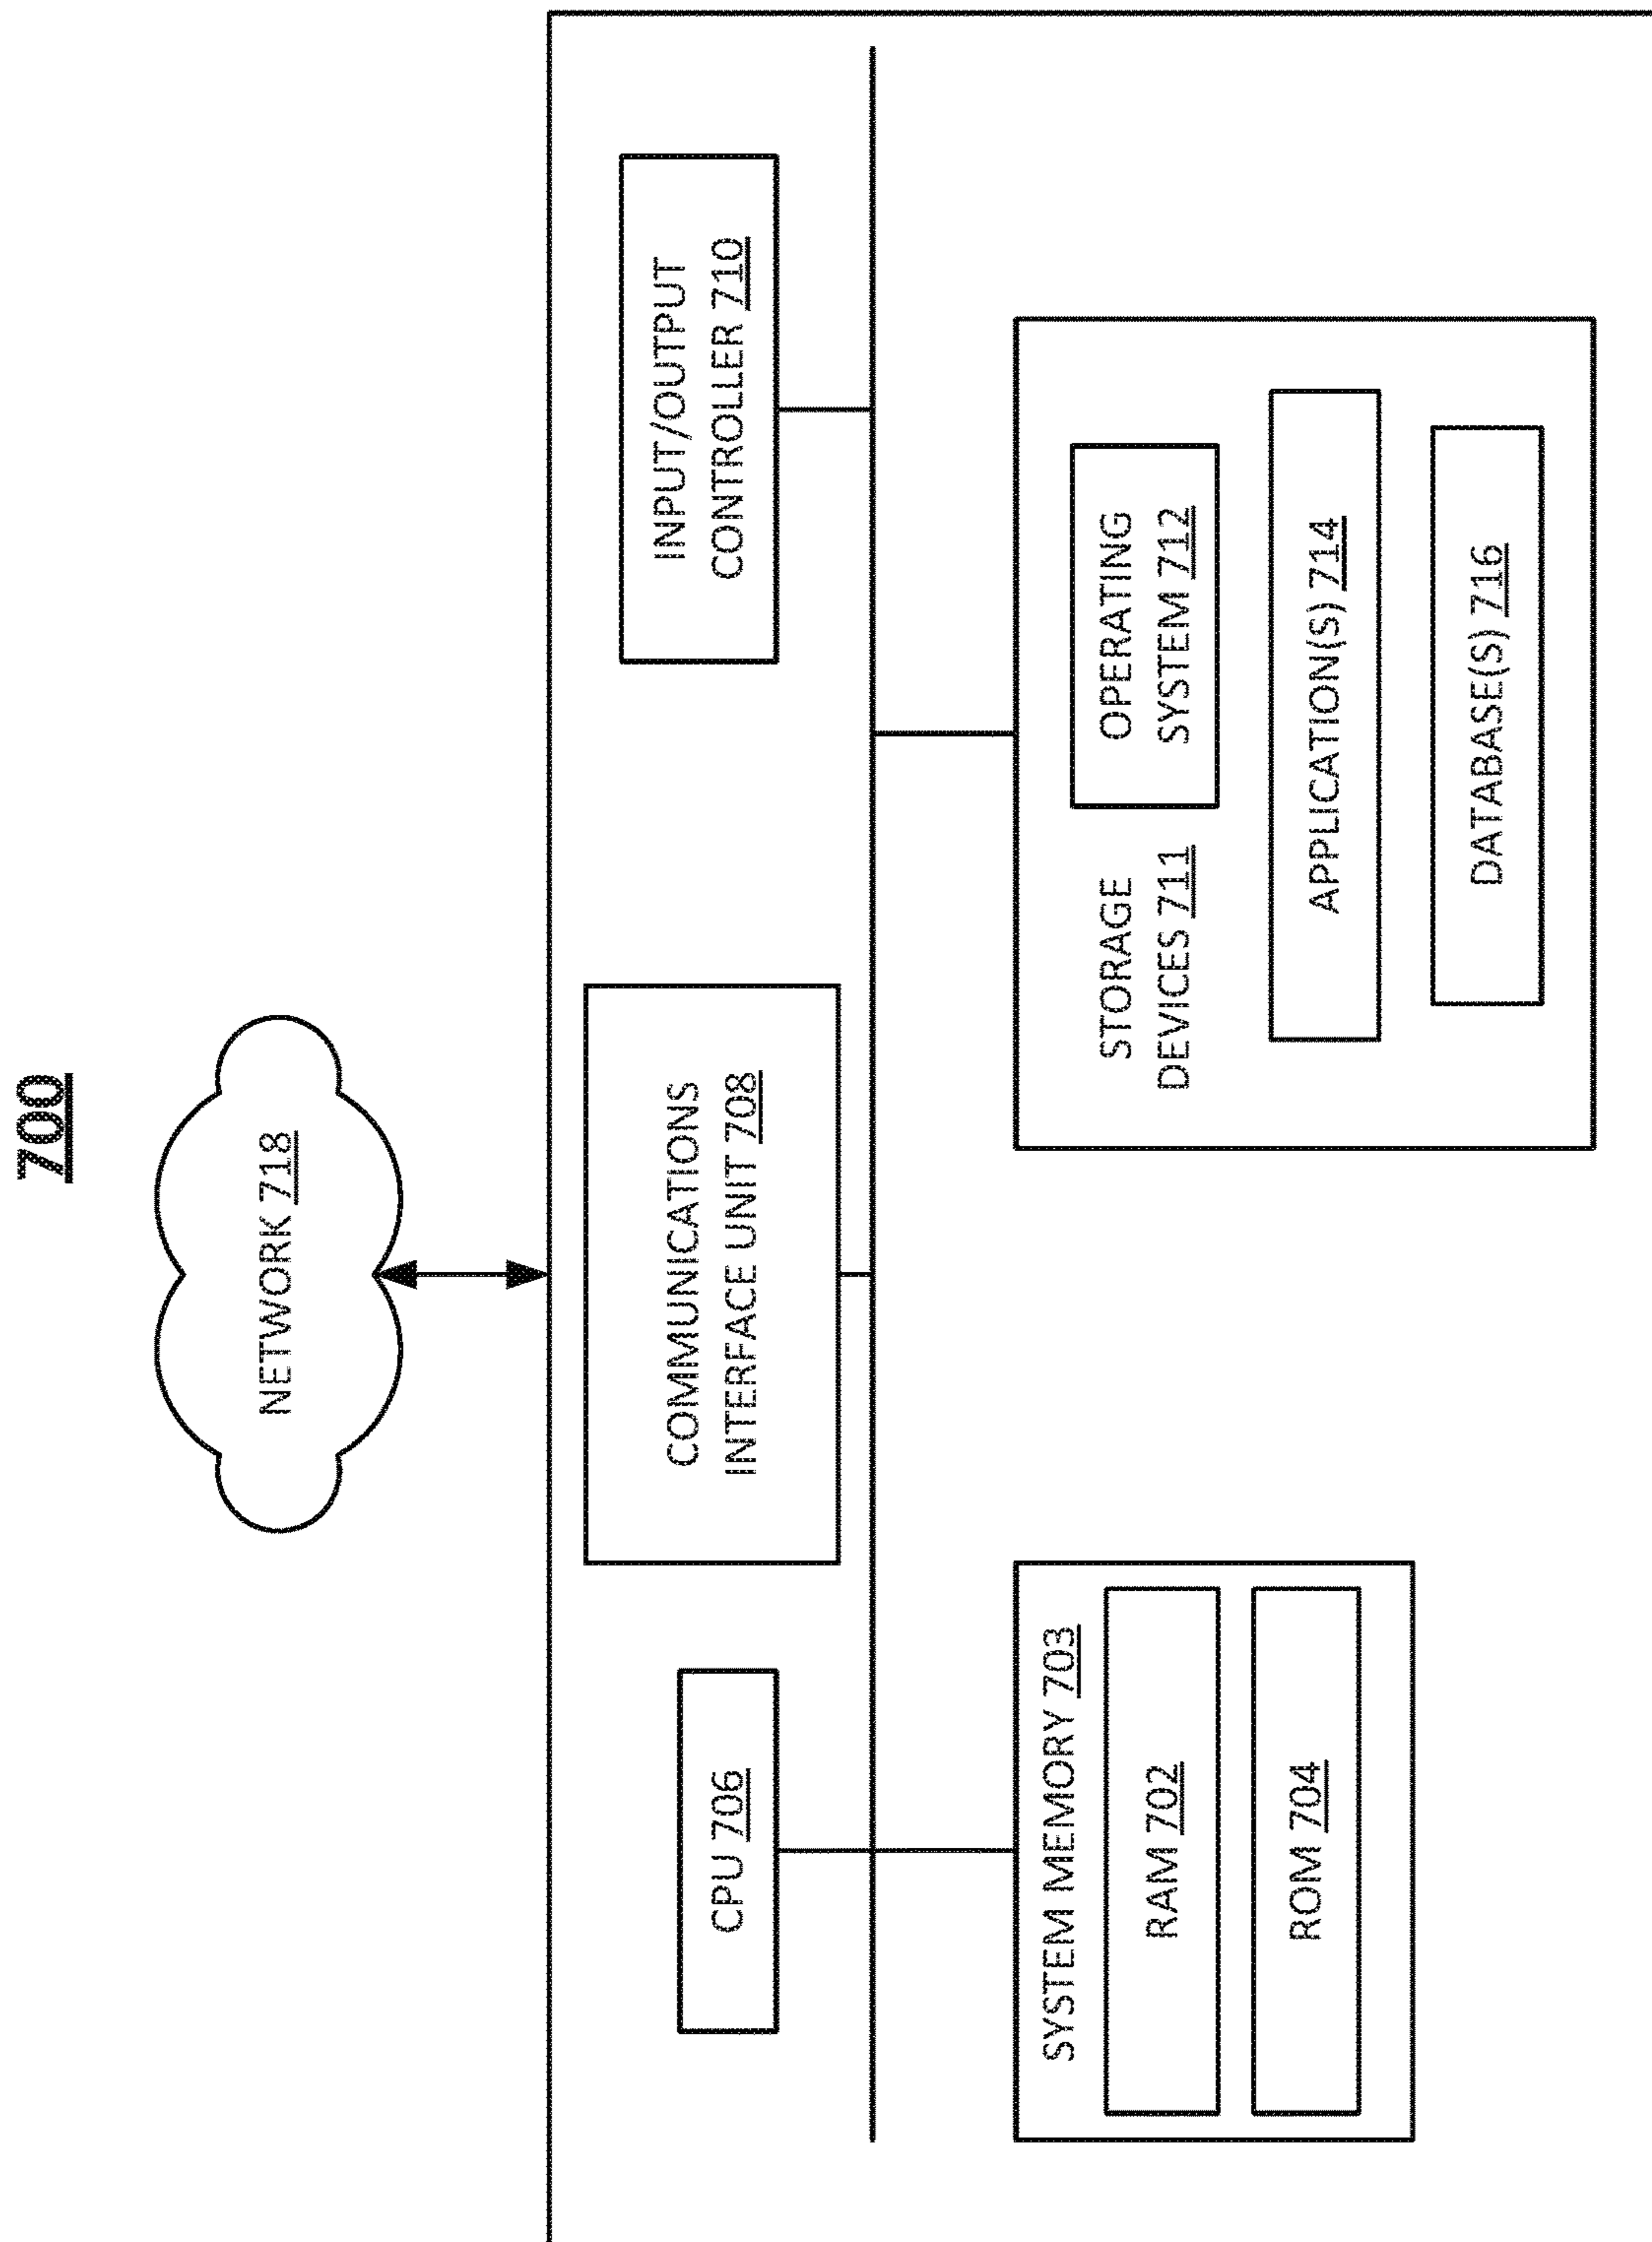 700
NETWORK 718
CPU 706
COMMUNICATIONS
INTERFACE UNIT 708
INPUT/OUTPUT
CONTROLLER 710
SYSTEM MEMORY 703
RAM 702
ROM 704
STORAGE
DEVICES 711
OPERATING
SYSTEM 712
APPLICATION(S) 714
DATABASE(S) 716